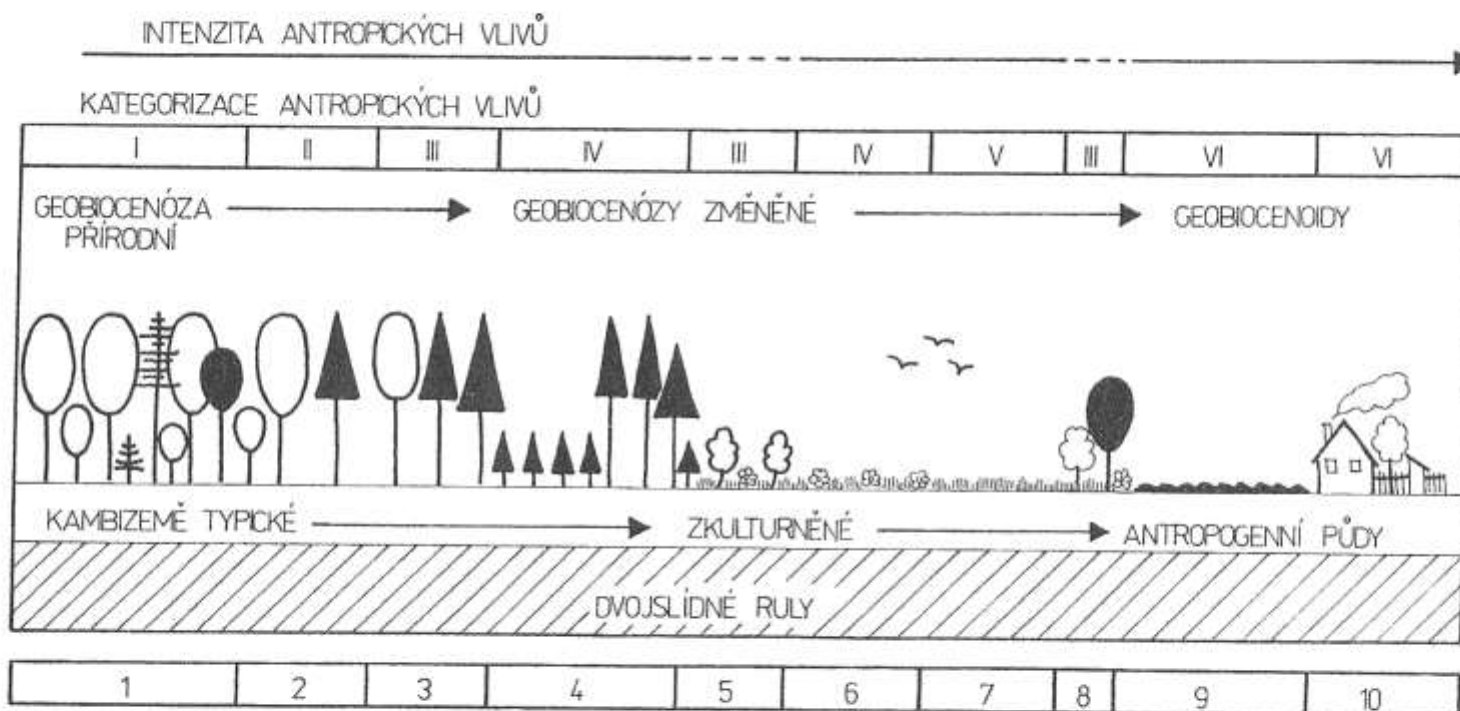 INTENZITA ANTROPICKÝCH VLIVŮ
KATEGORIZACE ANTROPICKÝCH VLIVŮ
I II III IV III IV V III VI VI
GEOBIOCENÓZA PŘÍRODNÍ
GEOBIOCENÓZY ZMĚNĚNÉ
GEOBIOCENOIDY
KAMBIZEMĚ TYPICKÉ ZKULTURNĚNÉ ANTROPOGENNÍ PŮDY
DVOJSLÍDNÉ RULY
1 2 3 4 5 6 7 8 9 10